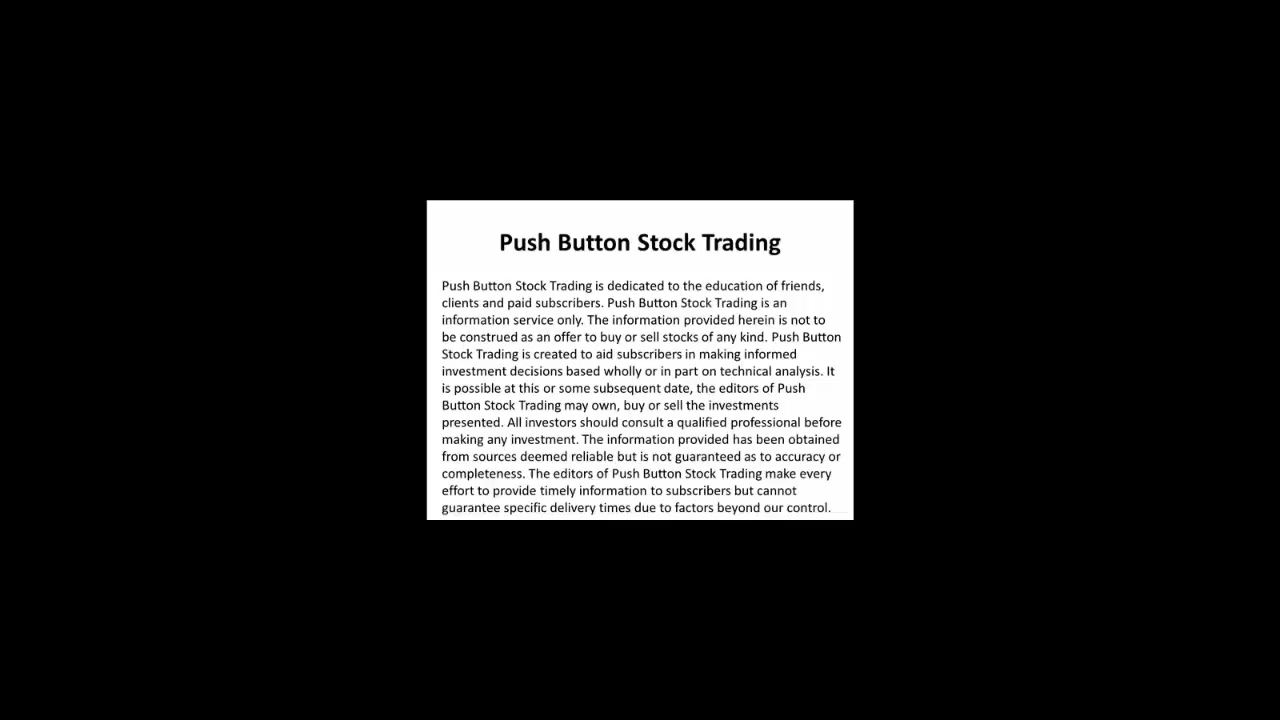 Push Button Stock Trading
Push Button Stock Trading is dedicated to the education of friends,
clients and paid subscribers. Push Button Stock Trading is an
information service only. The information provided herein is not to
be construed as an offer to buy or sell stocks of any kind. Push Button
Stock Trading is created to aid subscribers in making informed
investment decisions based wholly or in part on technical analysis. It
is possible at this or some subsequent date, the editors of Push
Button Stock Trading may own, buy or sell the investments
presented. All investors should consult a qualified professional before
making any investment. The information provided has been obtained
from sources deemed reliable but is not guaranteed as to accuracy or
completeness. The editors of Push Button Stock Trading make every
effort to provide timely information to subscribers but cannot
guarantee specific delivery times due to factors beyond our control.